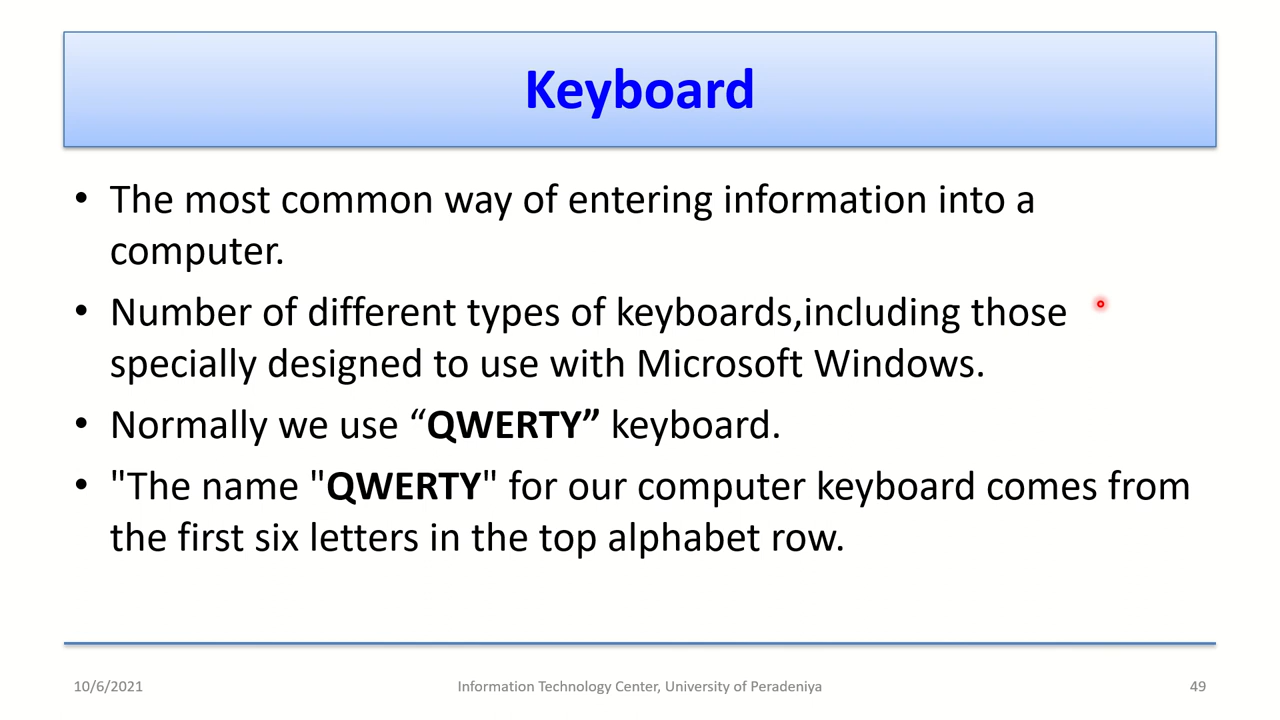 Keyboard
• The most common way of entering information into a
computer.
• Number of different types of keyboards,including those
specially designed to use with Microsoft Windows.
• Normally we use “QWERTY” keyboard.
• "The name "QWERTY" for our computer keyboard comes from
the first six letters in the top alphabet row.
10/6/2021 Information Technology Center, University of Peradeniya 49